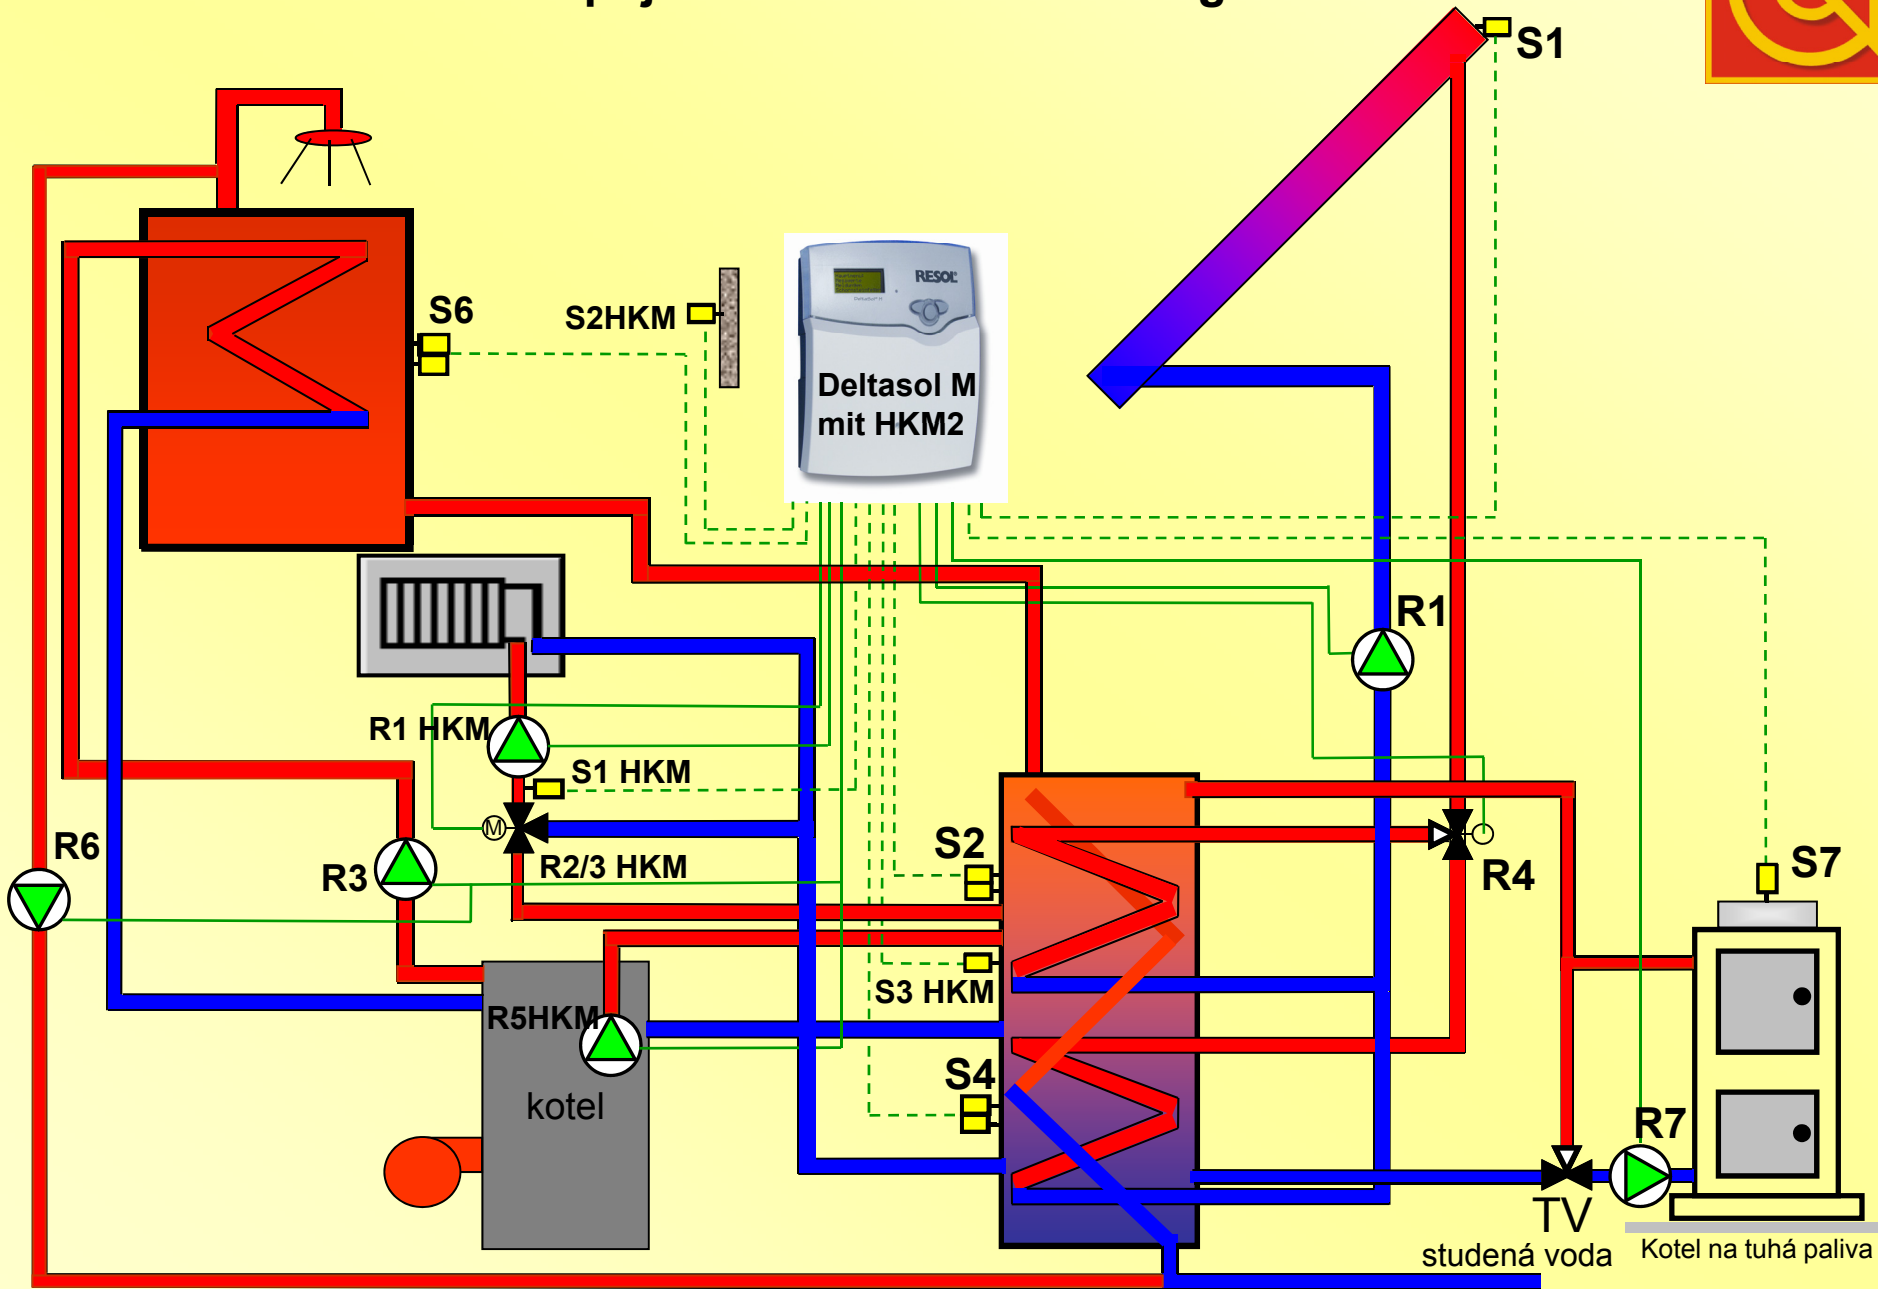 S1
S6
S2HKM
RESOL
Deltasol M
mit HKM2
R1
R1 HKM
S1 HKM
M
R6
R3
R2/3 HKM
S2
R4
S7
S3 HKM
R5HKM
S4
kotel
R7
TV
studená voda
Kotel na tuhá paliva